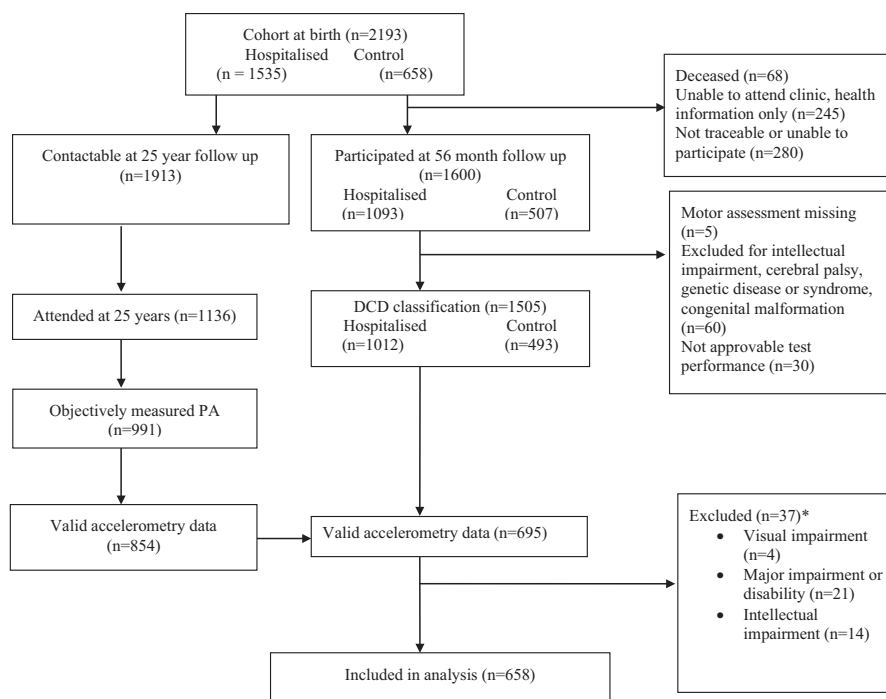 Cohort at birth (n=2193)
Hospitalised Control
(n = 1535) (n=658)
Deceased (n=68)
Unable to attend clinic, health
information only (n=245)
Not traceable or unable to
participate (n=280)
Contactable at 25 year follow up
(n=1913)
Participated at 56 month follow up
(n=1600)
Hospitalised Control
(n=1093) (n=507)
Motor assessment missing
(n=5)
Excluded for intellectual
impairment, cerebral palsy,
genetic disease or syndrome,
congenital malformation
(n=60)
Not approvable test
performance (n=30)
Attended at 25 years (n=1136)
DCD classification (n=1505)
Hospitalised Control
(n=1012) (n=493)
Objectively measured PA
(n=991)
Valid accelerometry data
(n=854)
Valid accelerometry data (n=695)
Excluded (n=37)*
• Visual impairment
(n=4)
• Major impairment or
disability (n=21)
• Intellectual
impairment (n=14)
Included in analysis (n=658)